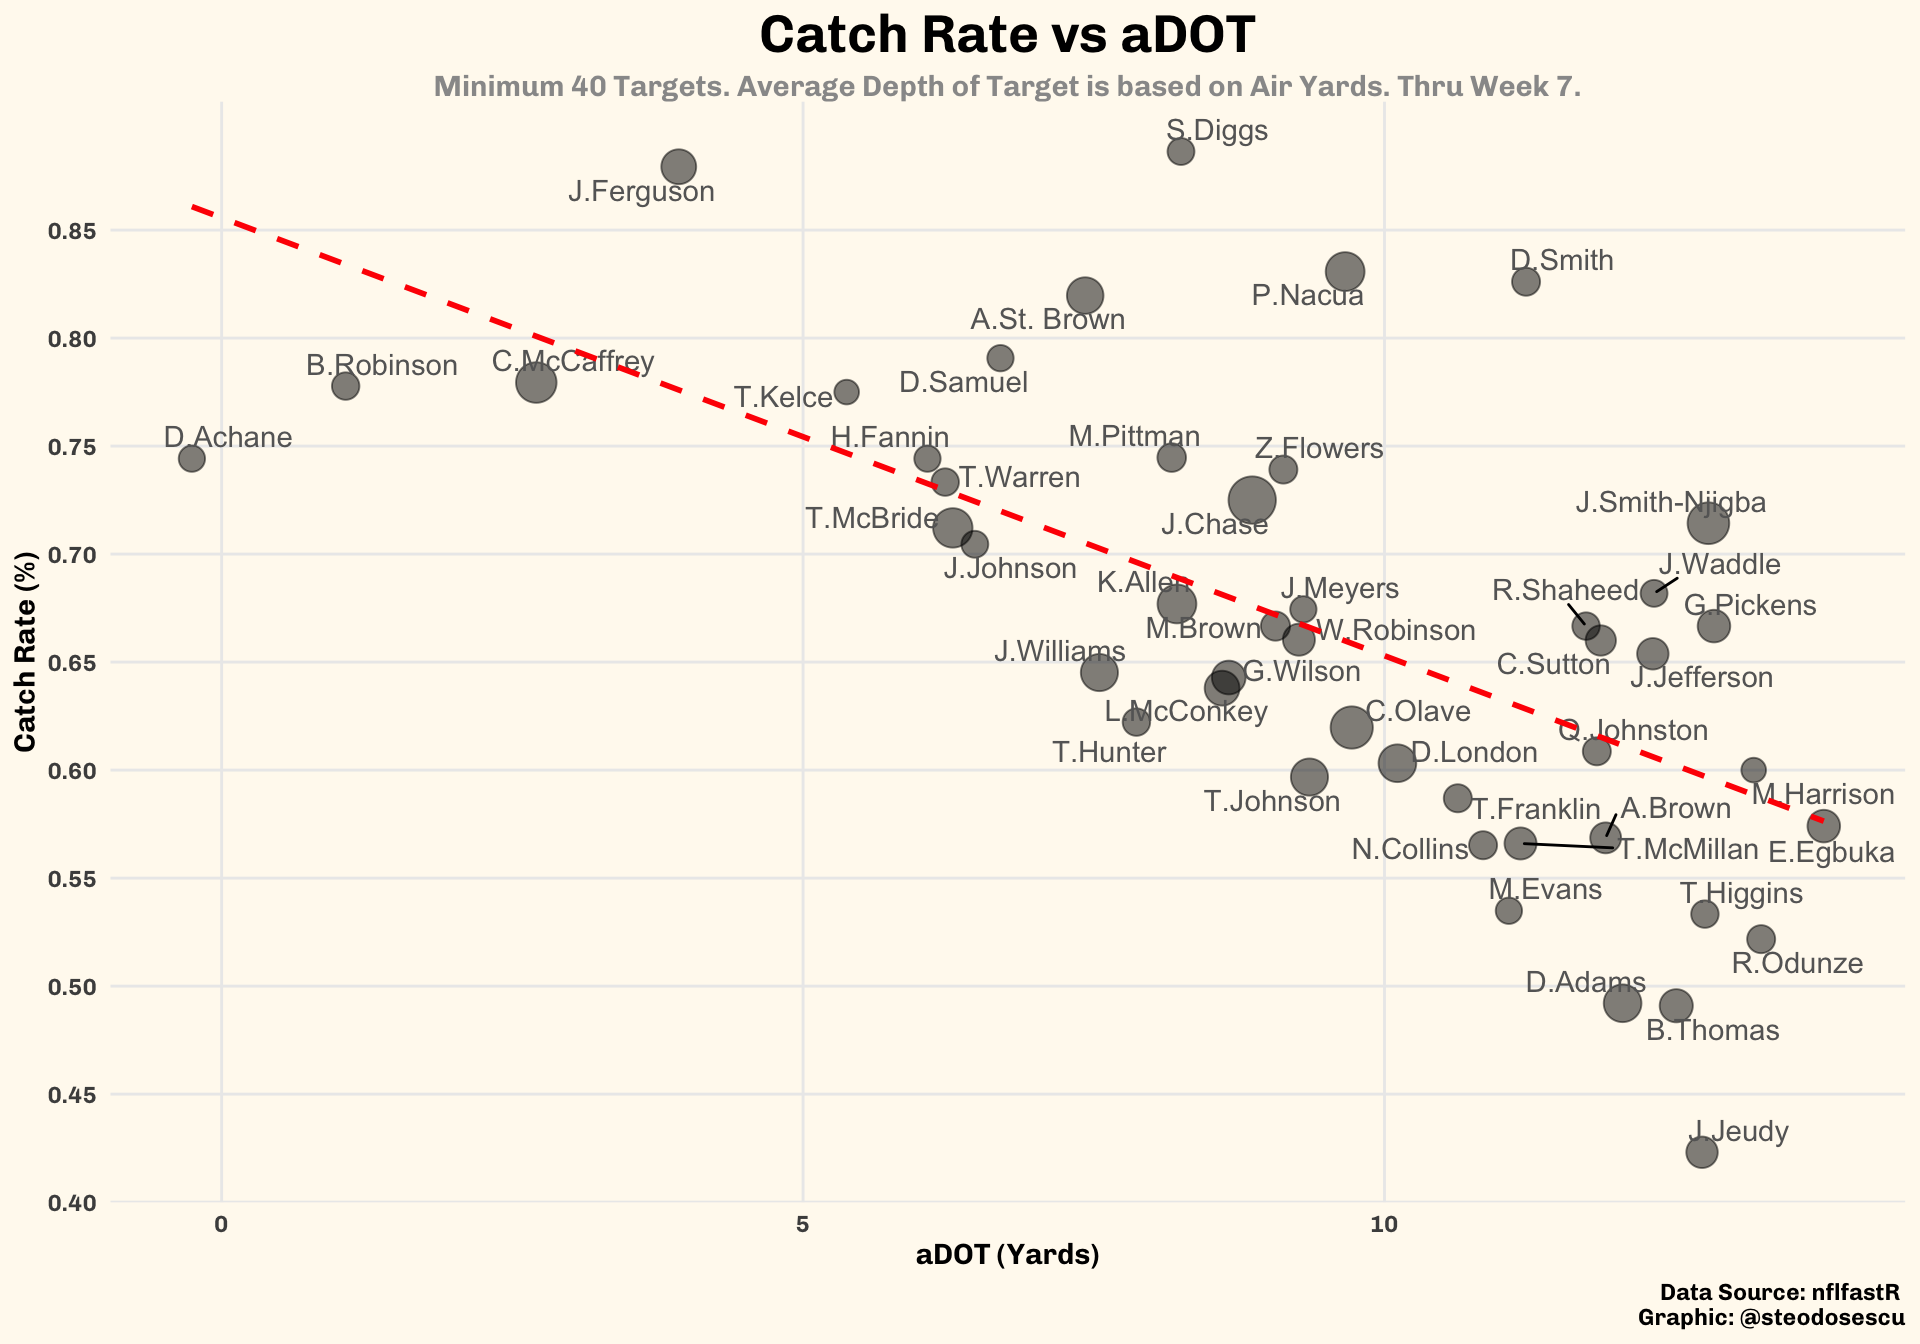 Catch Rate vs aDOT
Minimum 40 Targets. Average Depth of Target is based on Air Yards. Thru Week 7.
S.Diggs
J.Ferguson
0.85
D.Smith
P.Nacua
A.St. Brown
0.80
B.Robinson
C.McCaffrey
D.Samuel
T.Kelce
D.Achane
H.Fannin
M.Pittman
Z.Flowers
0.75
T.Warren
J.Smith-Njigba
T.McBride
J.Chase
0.70
J.Johnson
J.Waddle
K.Allen
J.Meyers
R.Shaheed
G.Pickens
M.Brown
W.Robinson
J.Williams
0.65
C.Sutton
G.Wilson
J.Jefferson
L.McConkey
C.Olave
Q.Johnston
T.Hunter
D.London
0.60
T.Johnson
M.Harrison
T.Franklin
A.Brown
N.Collins
T.McMillan
E.Egbuka
0.55
M.Evans
T.Higgins
R.Odunze
0.50
D.Adams
B.Thomas
0.45
J.Jeudy
0.40
Catch Rate (%)
0
5
10
aDOT (Yards)
Data Source: nflfastR
Graphic: @steodosescu